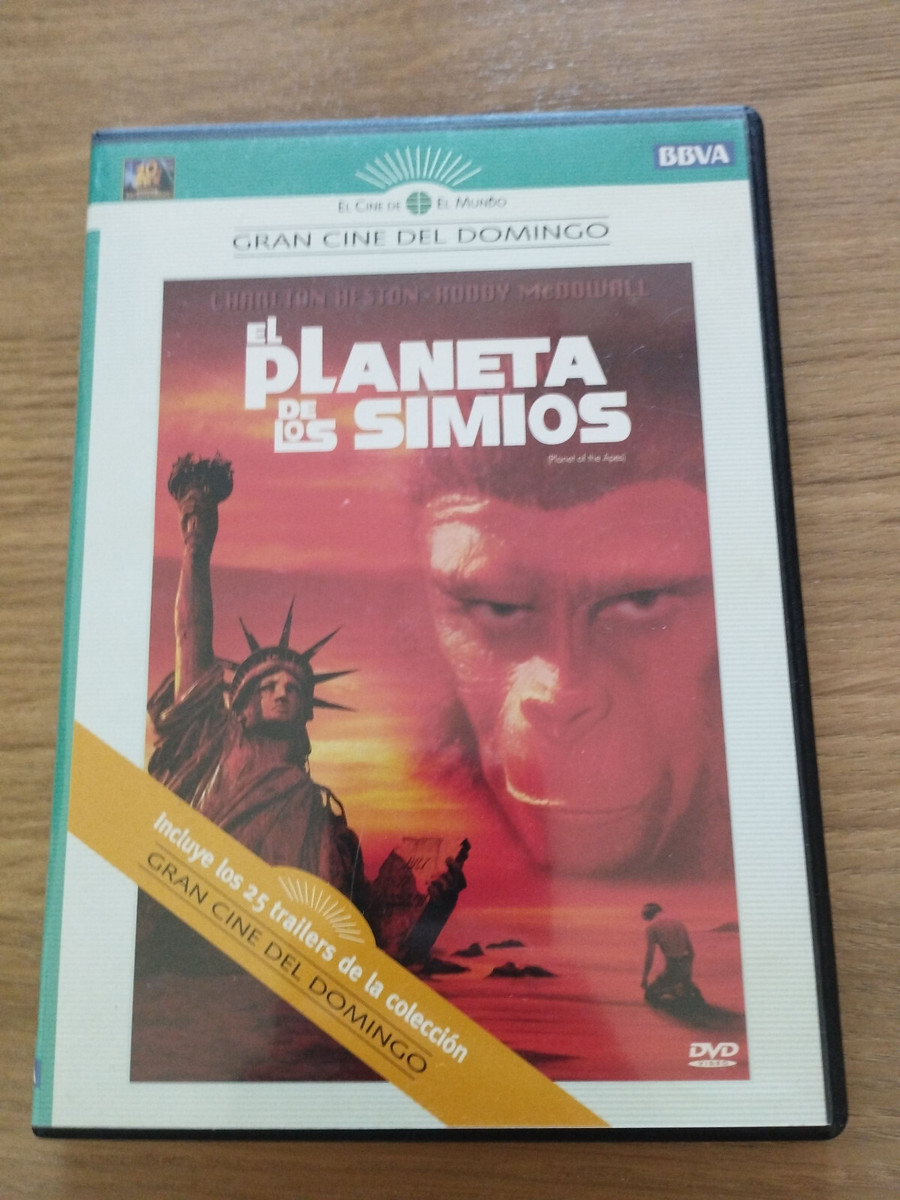 BBVA
EL CINE DE EL MUNDO
GRAN CINE DEL DOMINGO
CHARLTON HESTON • RODDY McDOWALL
EL
PLANETA
DE LOS SIMIOS
(Planet of the Apes)
Incluye los 25 trailers de la colección
GRAN CINE DEL DOMINGO
DVD
VIDEO